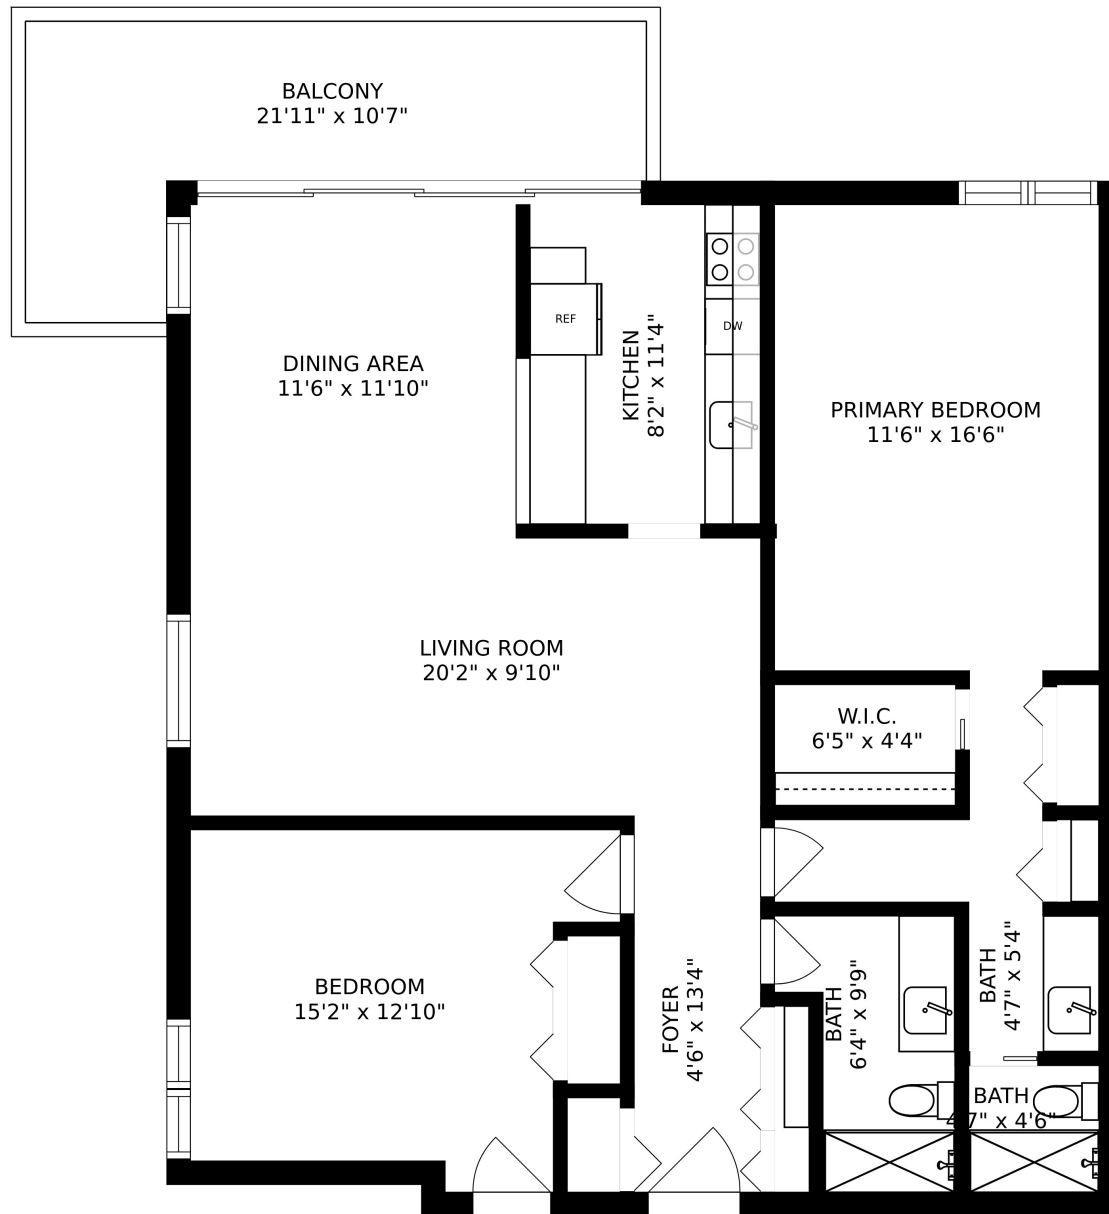 BALCONY
21'11" x 10'7"
DINING AREA
11'6" x 11'10"
REF
KITCHEN
8'2" x 11'4"
DW
PRIMARY BEDROOM
11'6" x 16'6"
LIVING ROOM
20'2" x 9'10"
W.I.C.
6'5" x 4'4"
BEDROOM
15'2" x 12'10"
FOYER
4'6" x 13'4"
BATH
6'4" x 9'9"
BATH
4'7" x 5'4"
BATH
4'7" x 4'6"